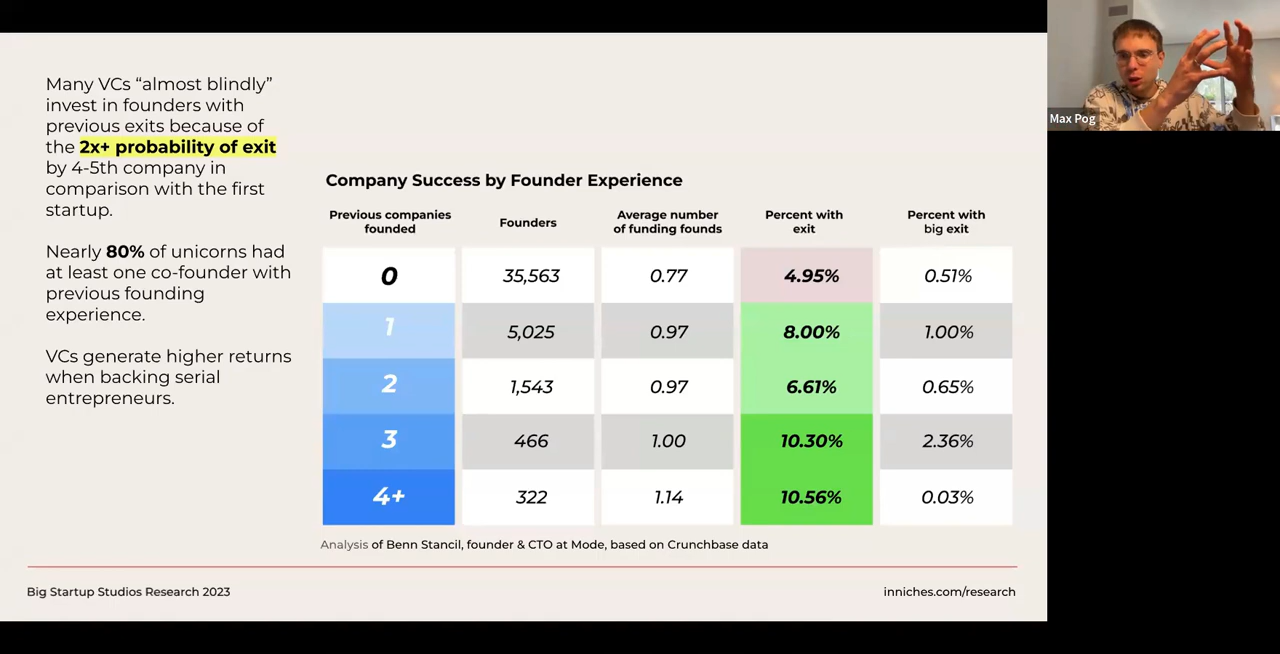 Many VCs “almost blindly”
invest in founders with
previous exits because of
the 2x+ probability of exit
by 4-5th company in
comparison with the first
startup.
Nearly 80% of unicorns had
at least one co-founder with
previous founding
experience.
VCs generate higher returns
when backing serial
entrepreneurs.
Company Success by Founder Experience
Previous companies founded Founders Average number of funding founds Percent with exit Percent with big exit
0 35,563 0.77 4.95% 0.51%
1 5,025 0.97 8.00% 1.00%
2 1,543 0.97 6.61% 0.65%
3 466 1.00 10.30% 2.36%
4+ 322 1.14 10.56% 0.03%
Analysis of Benn Stancil, founder & CTO at Mode, based on Crunchbase data
Big Startup Studios Research 2023
inniches.com/research
Max Pog